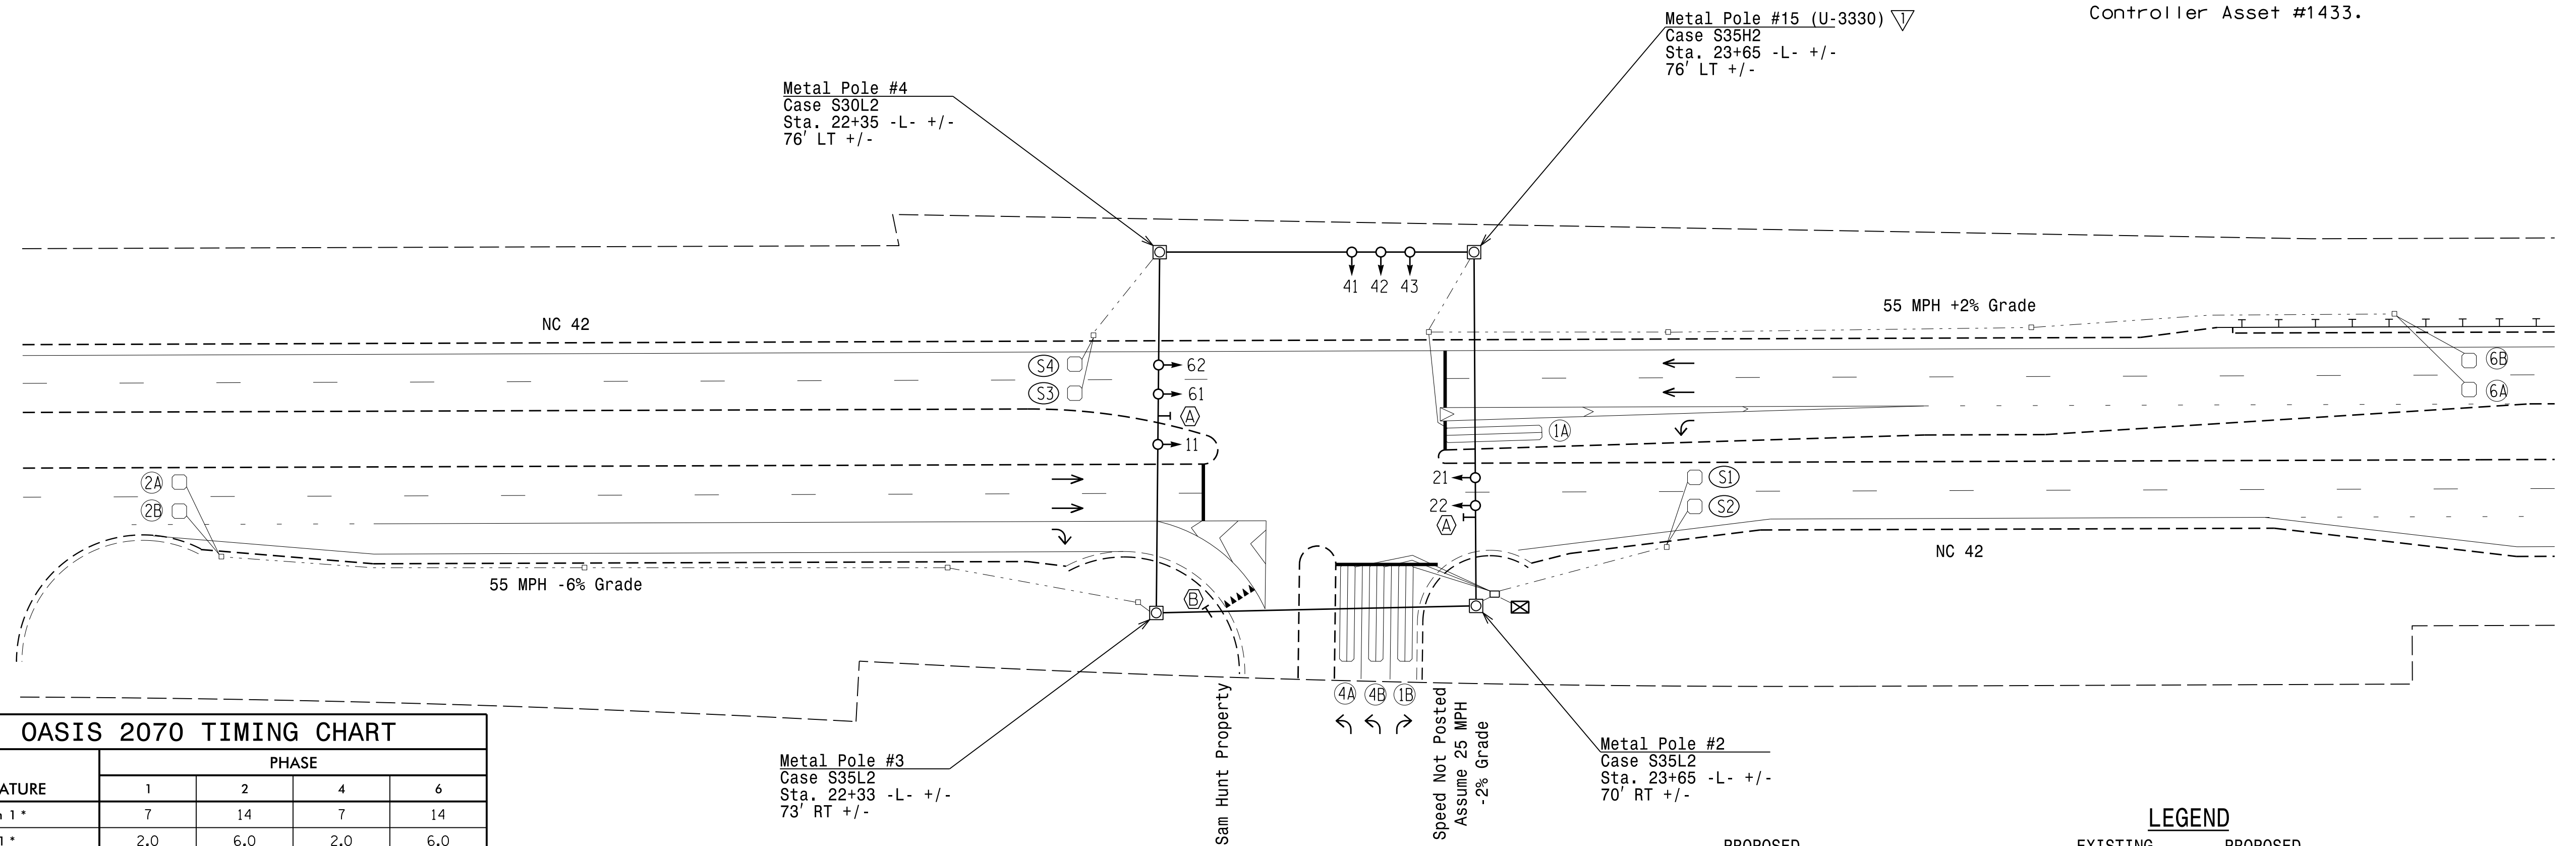 Controller Asset #1433.
Metal Pole #15 (U-3330) 1
Case S35H2
Sta. 23+65 -L- +/-
76' LT +/-
Metal Pole #4
Case S30L2
Sta. 22+35 -L- +/-
76' LT +/-
41 42 43
55 MPH +2% Grade
NC 42
S4
S3
62
61
A
11
6B
6A
1A
2A
2B
21
22
A
S1
S2
NC 42
55 MPH -6% Grade
B
4A 4B 1B
Sam Hunt Property
Speed Not Posted
Assume 25 MPH
-2% Grade
Metal Pole #3
Case S35L2
Sta. 22+33 -L- +/-
73' RT +/-
Metal Pole #2
Case S35L2
Sta. 23+65 -L- +/-
70' RT +/-
OASIS 2070 TIMING CHART
PHASE
ATURE 1 2 4 6
1 * 7 14 7 14
1 * 2.0 6.0 2.0 6.0
LEGEND
PROPOSED EXISTING PROPOSED